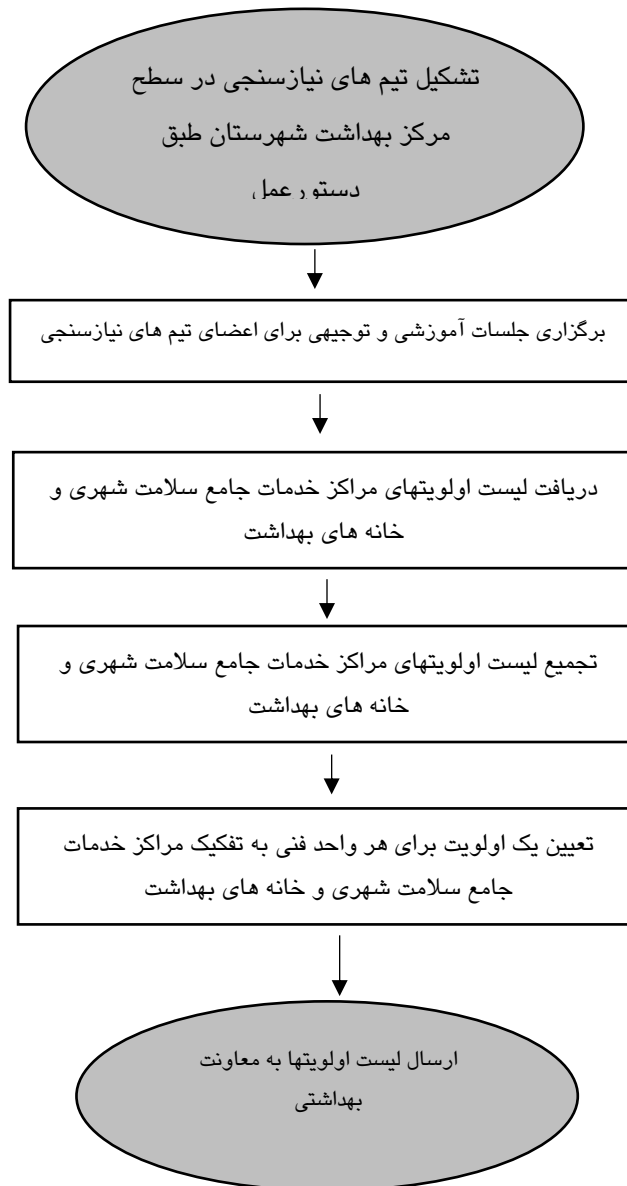 تشکیل تیم های نیازسنجی در سطح
مرکز بهداشت شهرستان طبق
دستورعمل
برگزاری جلسات آموزشی و توجیهی برای اعضای تیم های نیازسنجی
دریافت لیست اولویتهای مراکز خدمات جامع سلامت شهری و
خانه های بهداشت
تجمیع لیست اولویتهای مراکز خدمات جامع سلامت شهری و
خانه های بهداشت
تعیین یک اولویت برای هر واحد فنی به تفکیک مراکز خدمات
جامع سلامت شهری و خانه های بهداشت
ارسال لیست اولویتها به معاونت
بهداشتی